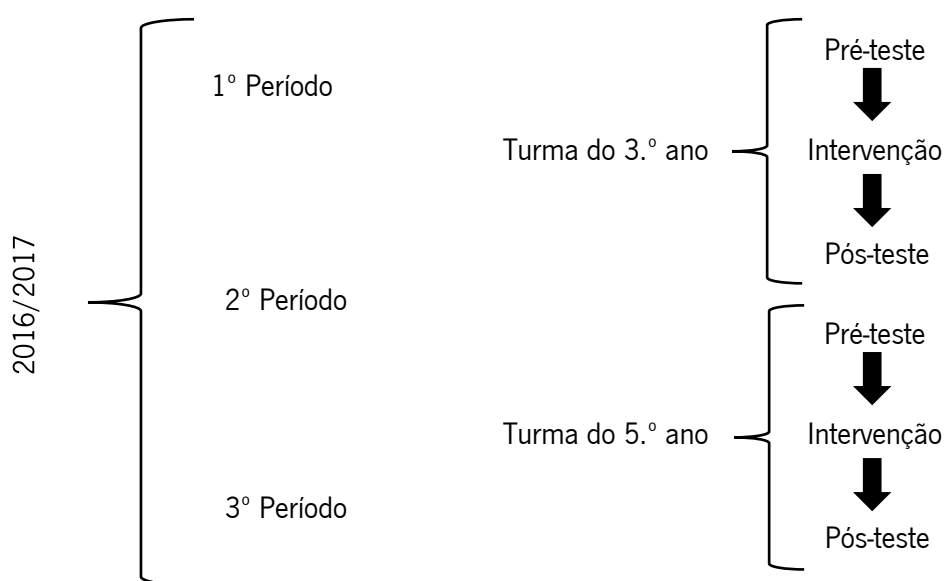 2016/2017
1º Período
2º Período
3º Período
Turma do 3.º ano
Pré-teste
Intervenção
Pós-teste
Turma do 5.º ano
Pré-teste
Intervenção
Pós-teste